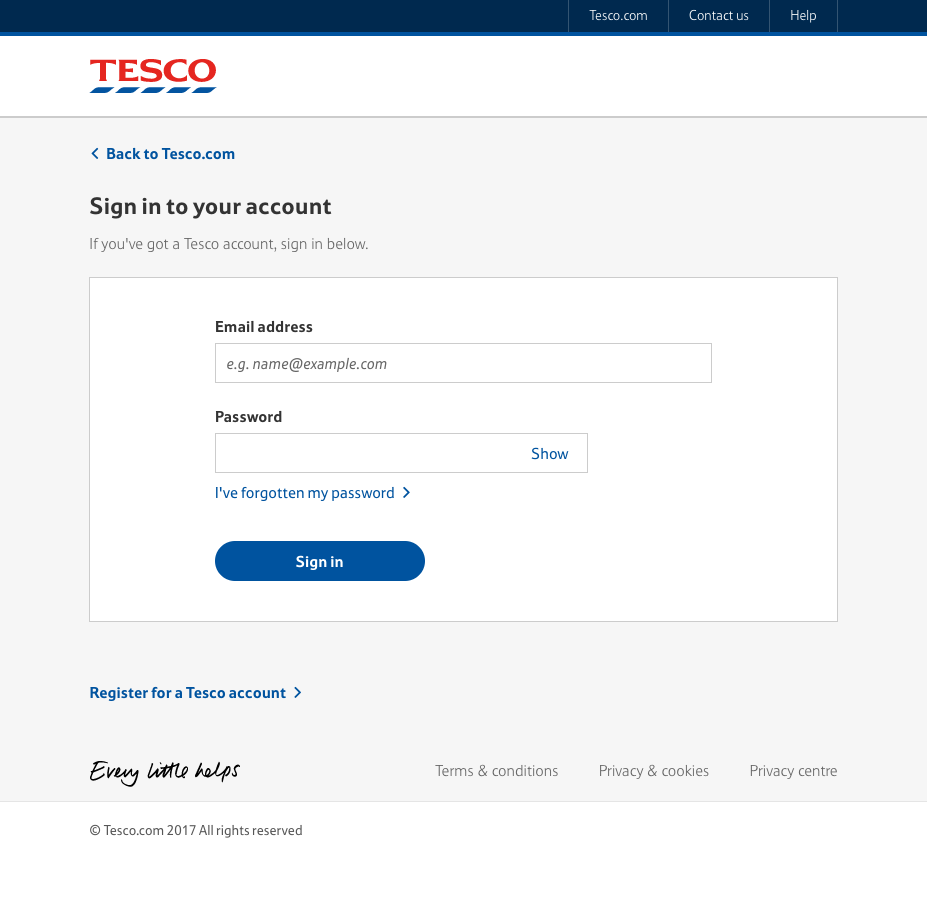 Tesco.com Contact us Help
TESCO
Back to Tesco.com
Sign in to your account
If you've got a Tesco account, sign in below.
Email address
e.g. name@example.com
Password
Show
I've forgotten my password
Sign in
Register for a Tesco account
Every little helps Terms & conditions Privacy & cookies Privacy centre
© Tesco.com 2017 All rights reserved